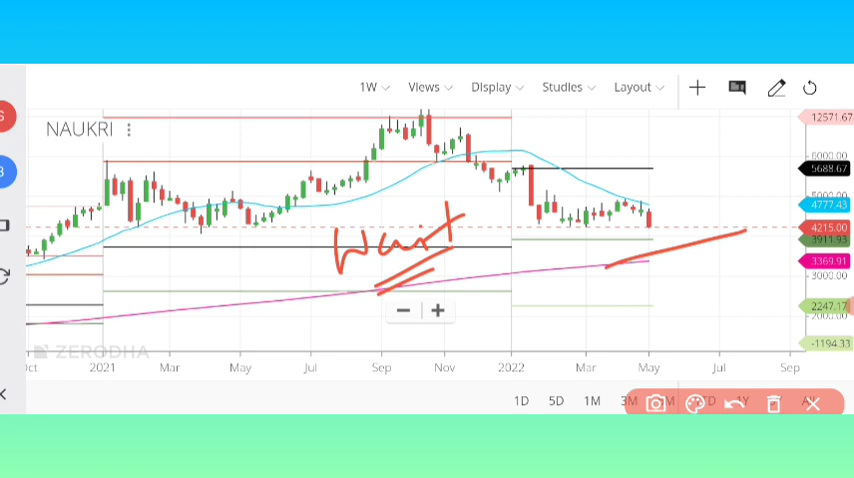 1W Views Display Studies Layout
NAUKRI
12571.67
6000.00
5688.67
5000.00
4777.43
4215.00
3911.93
3369.91
3000.00
2247.17
2000.00
-1194.33
Wait
ZERODHA
2021 Mar May Jul Sep Nov 2022 Mar May Jul Sep
1D 5D 1M 3M 1Y